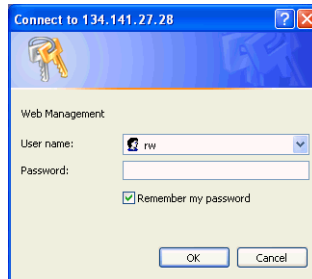 Connect to 134.141.27.28
Web Management
User name: rw
Password:
Remember my password
OK Cancel